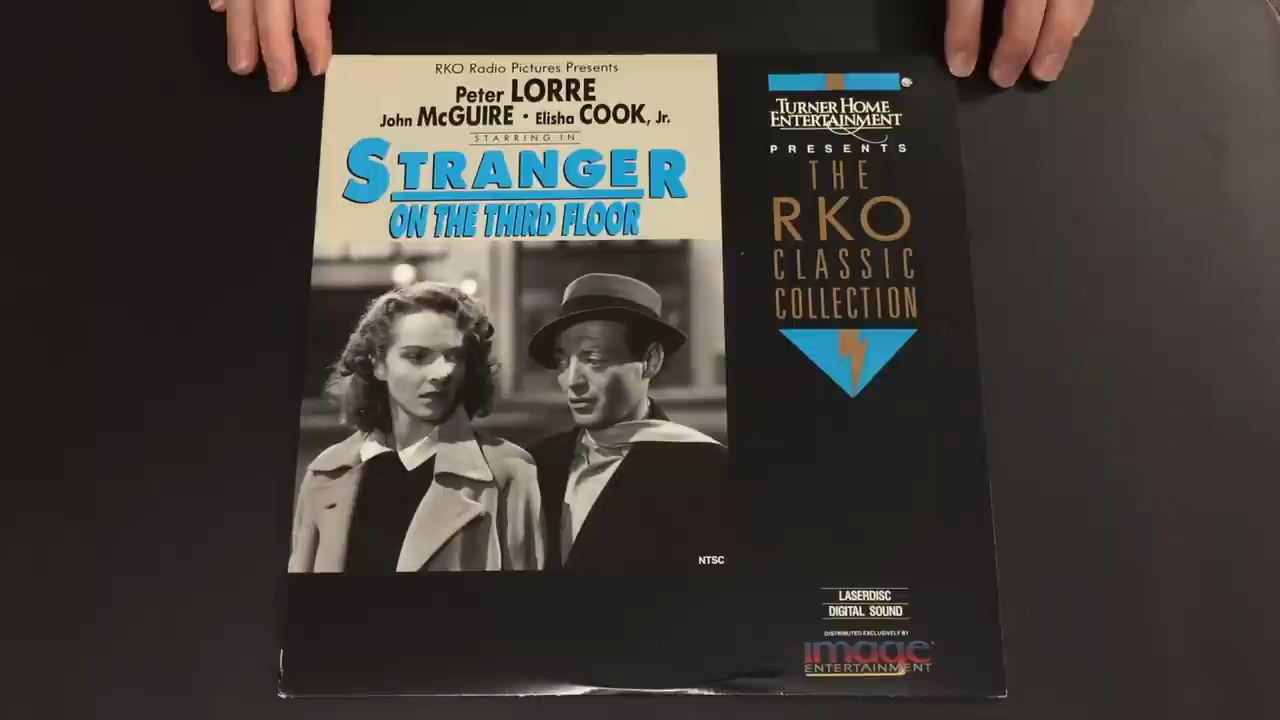 RKO Radio Pictures Presents
Peter LORRE
John McGUIRE • Elisha COOK, Jr.
STARRING IN
STRANGER
ON THE THIRD FLOOR
NTSC
TURNER HOME
ENTERTAINMENT
PRESENTS
THE
RKO
CLASSIC
COLLECTION
LASERDISC
DIGITAL SOUND
DISTRIBUTED EXCLUSIVELY BY
image
ENTERTAINMENT